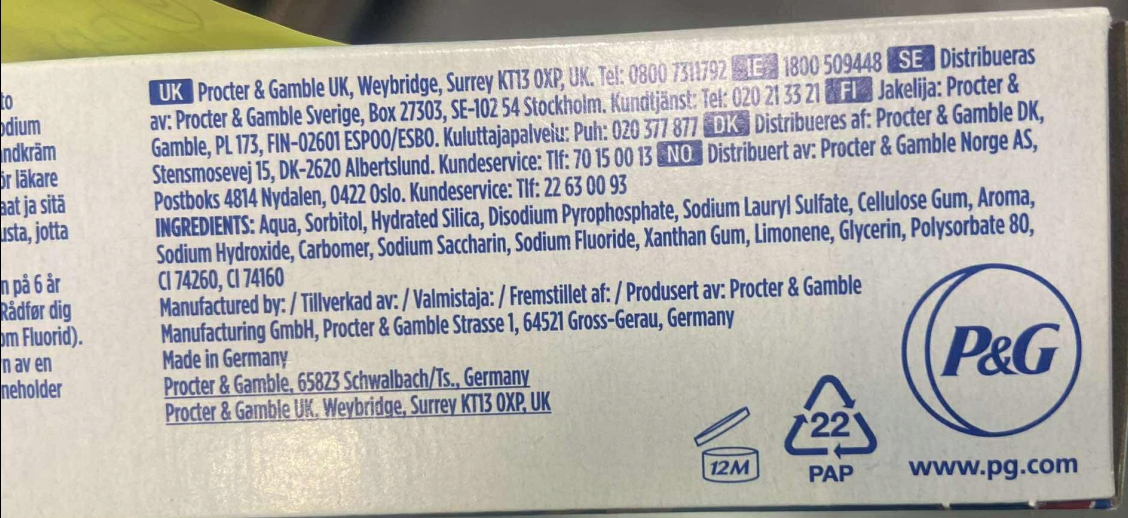 to
odium
andkräm
ör läkare
aat ja sitä
usta, jotta
n på 6 år
Rådfør dig
om Fluorid).
n av en
neholder
UK Procter & Gamble UK, Weybridge, Surrey KT13 0XP, UK. Tel: 0800 7311792 IE 1800 509448 SE Distribueras
av: Procter & Gamble Sverige, Box 27303, SE-102 54 Stockholm. Kundtjänst: Tel: 020 21 33 21 FI Jakelija: Procter &
Gamble, PL 173, FIN-02601 ESPOO/ESBO. Kuluttajapalvelu: Puh: 020 377 877 DK Distribueres af: Procter & Gamble DK,
Stensmosevej 15, DK-2620 Albertslund. Kundeservice: Tlf: 70 15 00 13 NO Distribuert av: Procter & Gamble Norge AS,
Postboks 4814 Nydalen, 0422 Oslo. Kundeservice: Tlf: 22 63 00 93
INGREDIENTS: Aqua, Sorbitol, Hydrated Silica, Disodium Pyrophosphate, Sodium Lauryl Sulfate, Cellulose Gum, Aroma,
Sodium Hydroxide, Carbomer, Sodium Saccharin, Sodium Fluoride, Xanthan Gum, Limonene, Glycerin, Polysorbate 80,
CI 74260, CI 74160
Manufactured by: / Tillverkad av: / Valmistaja: / Fremstillet af: / Produsert av: Procter & Gamble
Manufacturing GmbH, Procter & Gamble Strasse 1, 64521 Gross-Gerau, Germany
Made in Germany
Procter & Gamble, 65823 Schwalbach/Ts., Germany
Procter & Gamble UK, Weybridge, Surrey KT13 0XP, UK
P&G
22
12M
PAP
www.pg.com